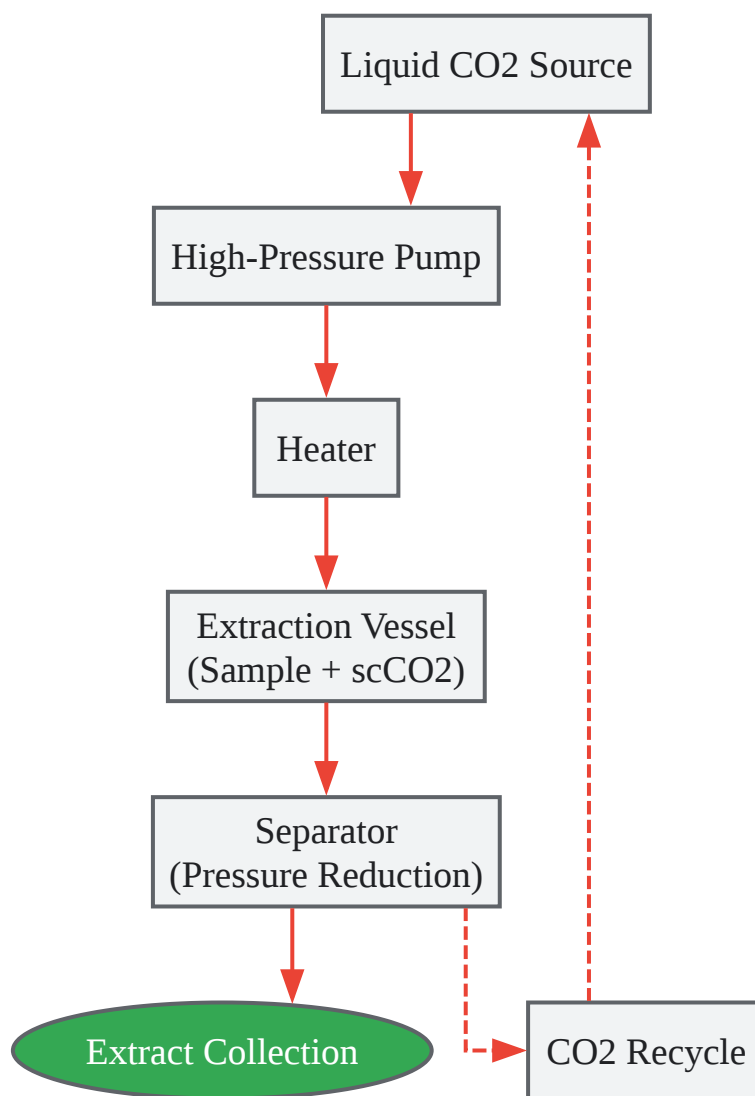 Liquid CO2 Source
High-Pressure Pump
Heater
Extraction Vessel
(Sample + scCO2)
Separator
(Pressure Reduction)
Extract Collection
CO2 Recycle